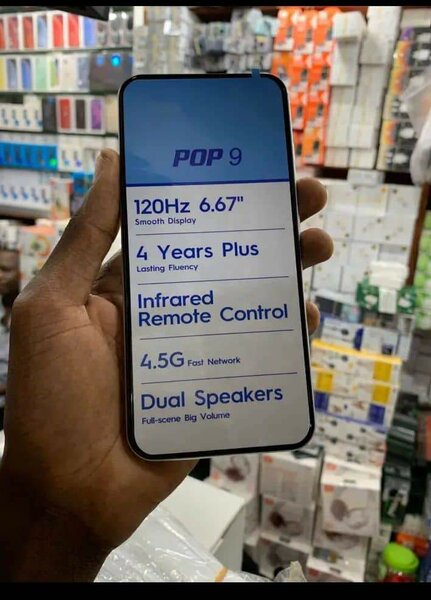 POP 9
120Hz 6.67"
Smooth Display
4 Years Plus
Lasting Fluency
Infrared
Remote Control
4.5G Fast Network
Dual Speakers
Full-scene Big Volume